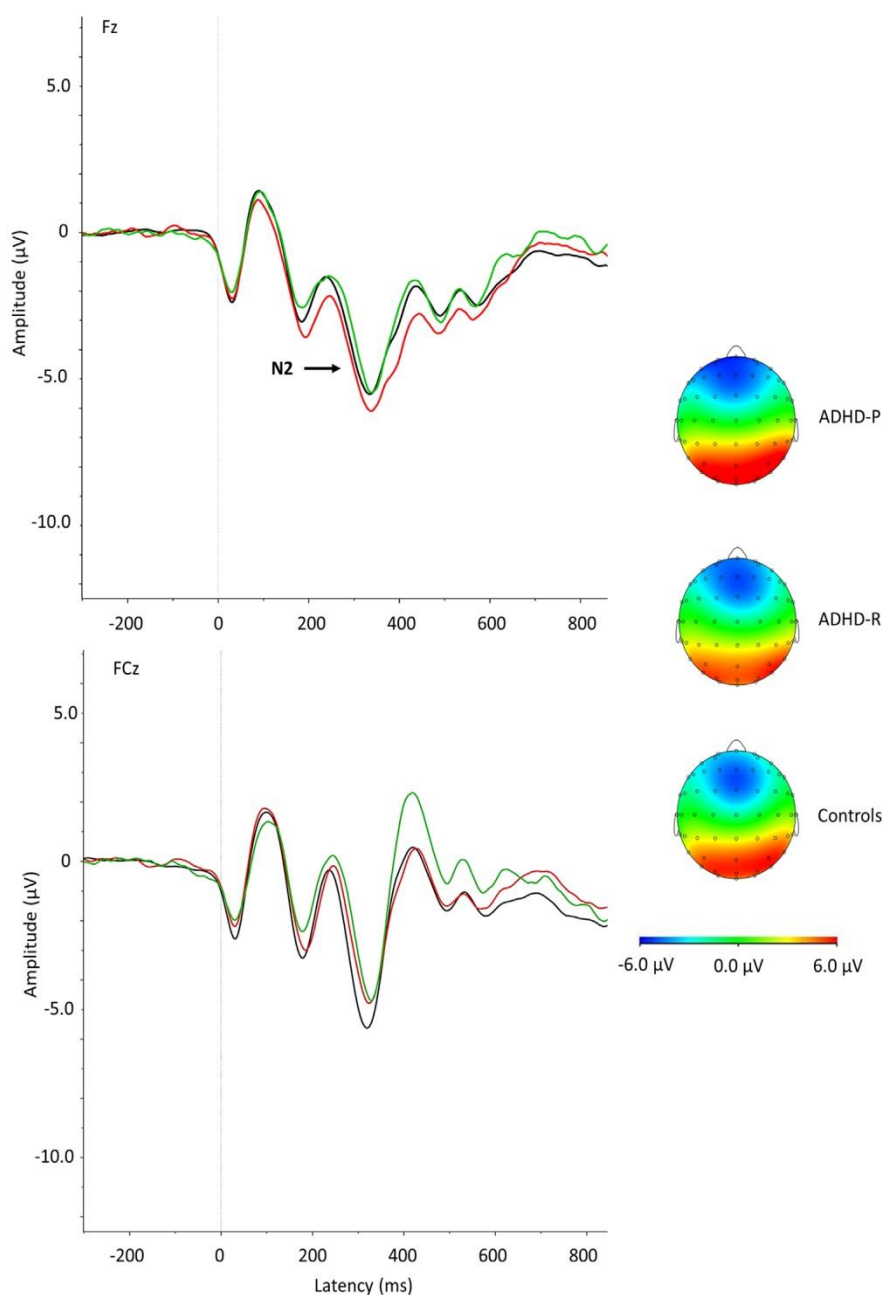 Fz
5.0
0
-5.0
-10.0
Amplitude (µV)
N2
-200 0 200 400 600 800
FCz
5.0
0
-5.0
-10.0
Amplitude (µV)
-200 0 200 400 600 800
Latency (ms)
ADHD-P
ADHD-R
Controls
-6.0 µV 0.0 µV 6.0 µV